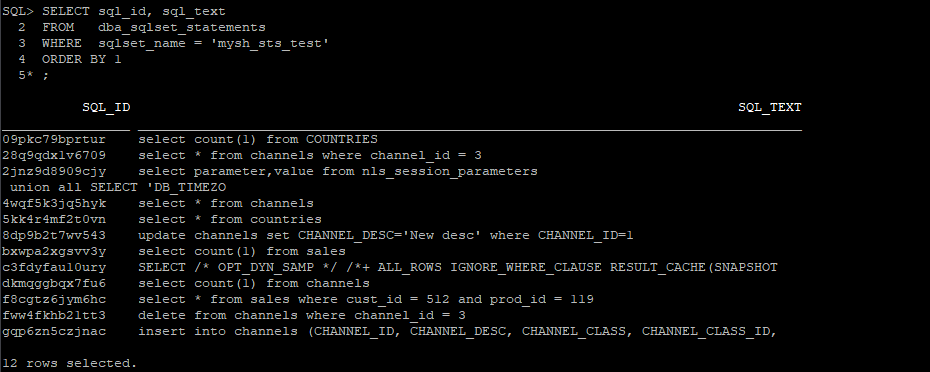 SQL> SELECT sql_id, sql_text
  2  FROM   dba_sqlset_statements
  3  WHERE  sqlset_name = 'mysh_sts_test'
  4  ORDER BY 1
  5* ;
SQL_ID SQL_TEXT
09pkc79bprtur    select count(1) from COUNTRIES
28q9qdx1v6709    select * from channels where channel_id = 3
2jnz9d8909cjy    select parameter,value from nls_session_parameters
 union all SELECT 'DB_TIMEZO
4wqf5k3jq5hyk    select * from channels
5kk4r4mf2t0vn    select * from countries
8dp9b2t7wv543    update channels set CHANNEL_DESC='New desc' where CHANNEL_ID=1
bxwpa2xgsvv3y    select count(1) from sales
c3fdyfaul0ury    SELECT /* OPT_DYN_SAMP */ /*+ ALL_ROWS IGNORE_WHERE_CLAUSE RESULT_CACHE(SNAPSHOT
dkmqggbqx7fu6    select count(1) from channels
f8cgtz6jym6hc    select * from sales where cust_id = 512 and prod_id = 119
fww4fkhb21tt3    delete from channels where channel_id = 3
gqp6zn5czjnac    insert into channels (CHANNEL_ID, CHANNEL_DESC, CHANNEL_CLASS, CHANNEL_CLASS_ID,
12 rows selected.